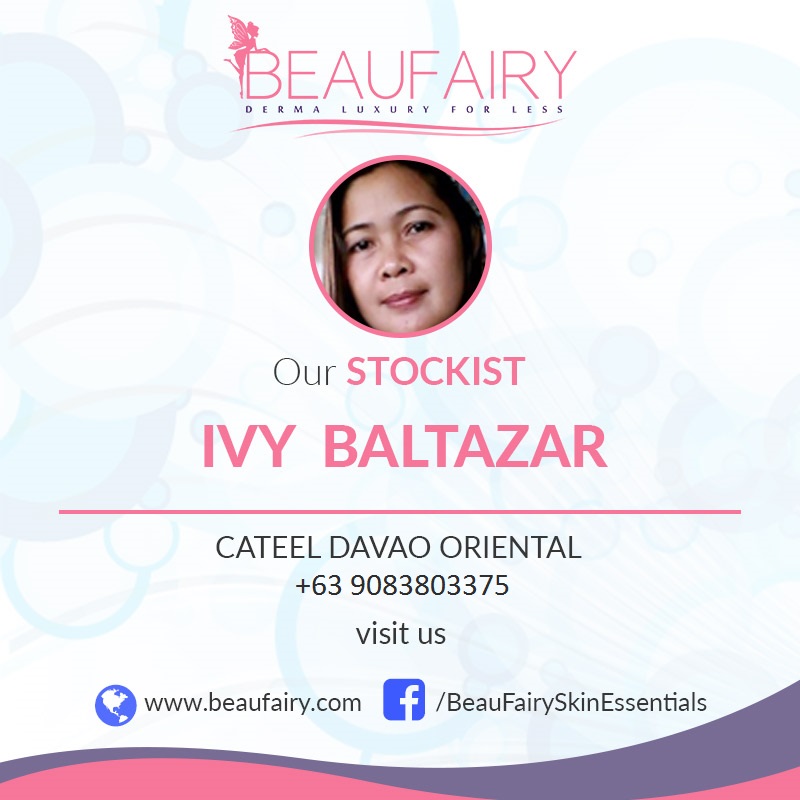 BEAUFAIRY
DERMA LUXURY FOR LESS
Our STOCKIST
IVY BALTAZAR
CATEEL DAVAO ORIENTAL
+63 9083803375
visit us
www.beaufairy.com /BeauFairySkinEssentials